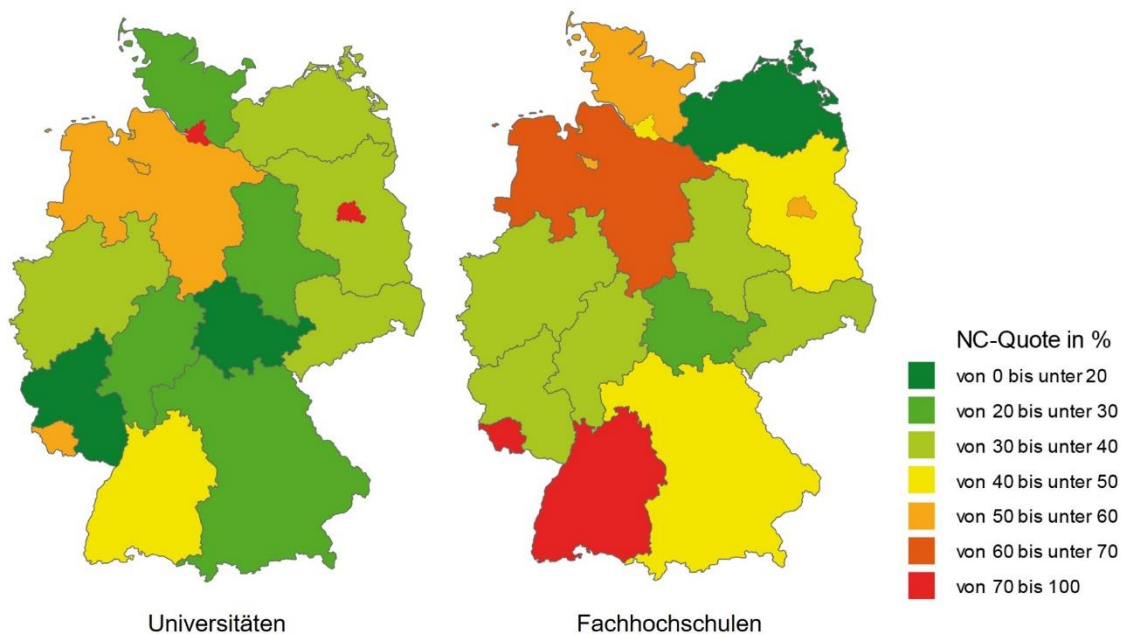 NC-Quote in %
von 0 bis unter 20
von 20 bis unter 30
von 30 bis unter 40
von 40 bis unter 50
von 50 bis unter 60
von 60 bis unter 70
von 70 bis 100
Universitäten
Fachhochschulen